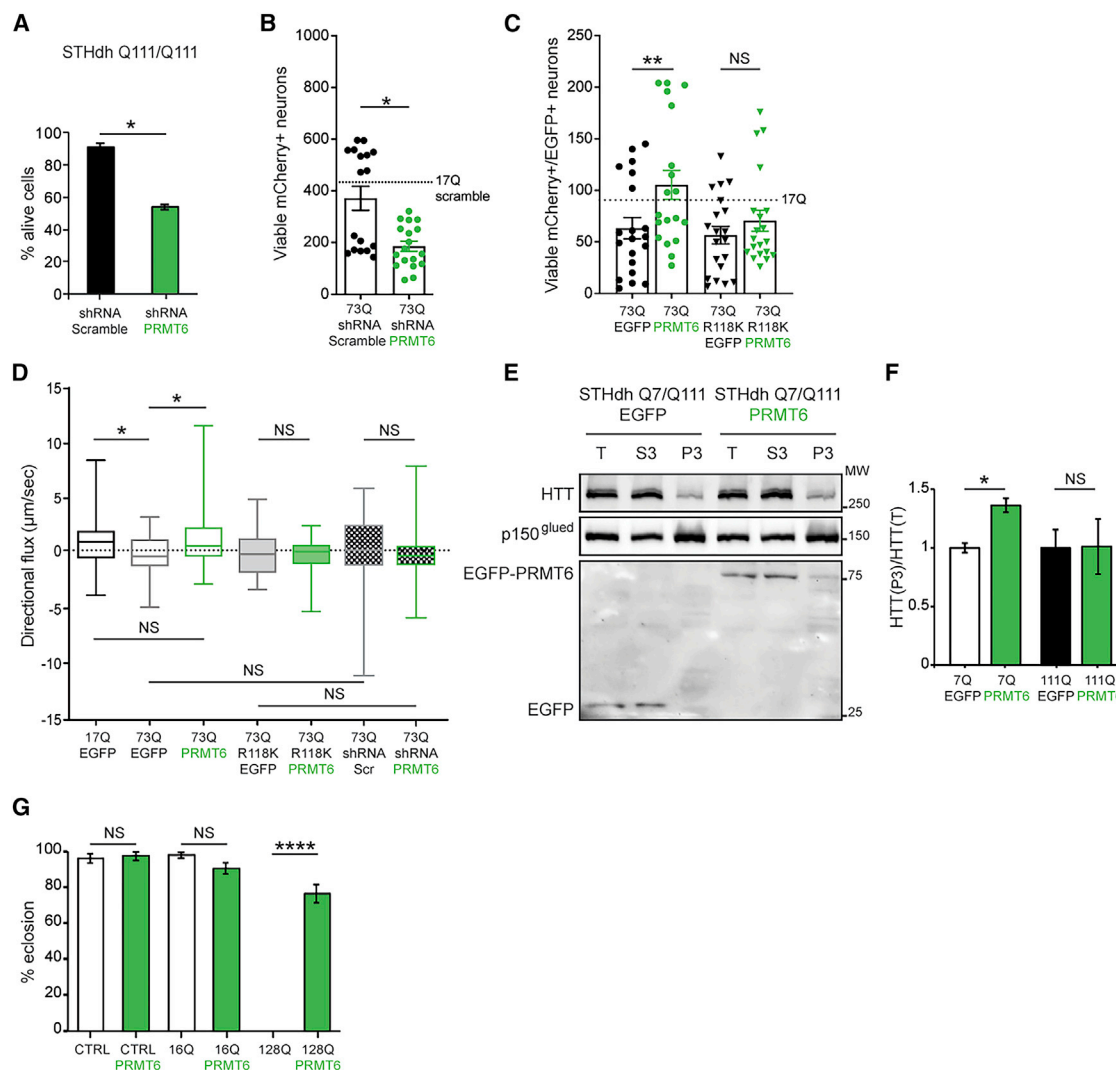 A
STHdh Q111/Q111
% alive cells
100
80
60
40
20
0
*
shRNA
Scramble
shRNA
PRMT6
B
Viable mCherry+ neurons
1000
800
600
400
200
0
*
17Q
scramble
73Q
shRNA
Scramble
73Q
shRNA
PRMT6
C
Viable mCherry+/EGFP+ neurons
250
200
150
100
50
0
**
NS
17Q
73Q
EGFP
73Q
PRMT6
73Q
R118K
EGFP
73Q
R118K
PRMT6
D
Directional flux (µm/sec)
15
10
5
0
-5
-10
-15
*
*
NS
NS
NS
NS
NS
17Q
EGFP
73Q
EGFP
73Q
PRMT6
73Q
R118K
EGFP
73Q
R118K
PRMT6
73Q
shRNA
Scr
73Q
shRNA
PRMT6
E
STHdh Q7/Q111
EGFP
STHdh Q7/Q111
PRMT6
T S3 P3 T S3 P3
MW
HTT
250
p150glued
150
EGFP-PRMT6
75
EGFP
25
F
HTT(P3)/HTT(T)
1.5
1
0.5
0
*
NS
7Q
EGFP
7Q
PRMT6
111Q
EGFP
111Q
PRMT
G
% eclosion
100
80
60
40
20
0
NS
NS
****
CTRL
CTRL
PRMT6
16Q
16Q
PRMT6
128Q
128Q
PRMT6